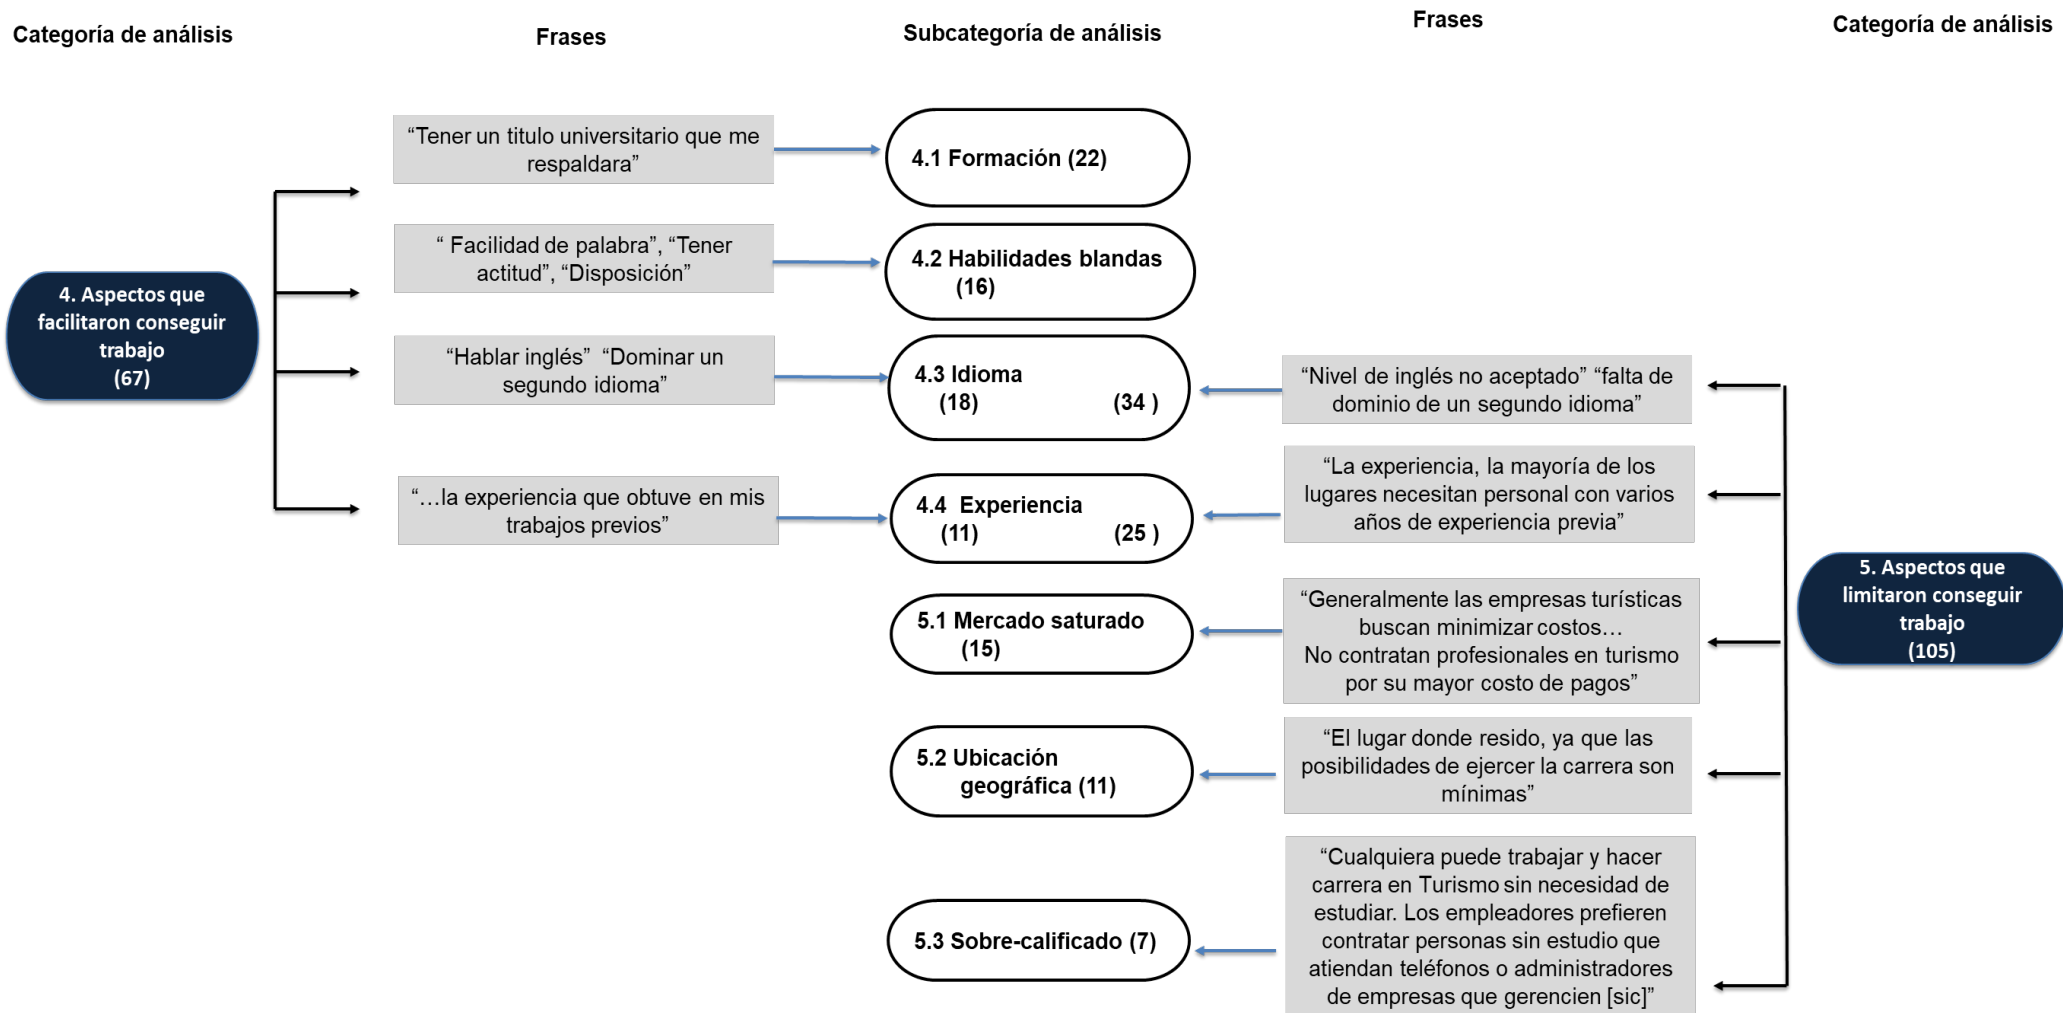 Categoría de análisis
Frases
Subcategoría de análisis
Frases
Categoría de análisis
4. Aspectos que
facilitaron conseguir
trabajo
(67)
“Tener un titulo universitario que me
respaldara”
“ Facilidad de palabra”, “Tener
actitud”, “Disposición”
“Hablar inglés”  “Dominar un
segundo idioma”
“…la experiencia que obtuve en mis
trabajos previos”
4.1 Formación (22)
4.2 Habilidades blandas
(16)
4.3 Idioma
(18) (34 )
4.4  Experiencia
(11) (25 )
5.1 Mercado saturado
(15)
5.2 Ubicación
geográfica (11)
5.3 Sobre-calificado (7)
“Nivel de inglés no aceptado” “falta de
dominio de un segundo idioma”
“La experiencia, la mayoría de los
lugares necesitan personal con varios
años de experiencia previa”
“Generalmente las empresas turísticas
buscan minimizar costos…
No contratan profesionales en turismo
por su mayor costo de pagos”
“El lugar donde resido, ya que las
posibilidades de ejercer la carrera son
mínimas”
“Cualquiera puede trabajar y hacer
carrera en Turismo sin necesidad de
estudiar. Los empleadores prefieren
contratar personas sin estudio que
atiendan teléfonos o administradores
de empresas que gerencien [sic]”
5. Aspectos que
limitaron conseguir
trabajo
(105)